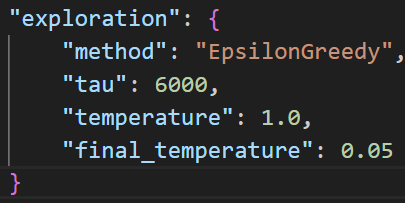 "exploration": {
    "method": "EpsilonGreedy",
    "tau": 6000,
    "temperature": 1.0,
    "final_temperature": 0.05
}